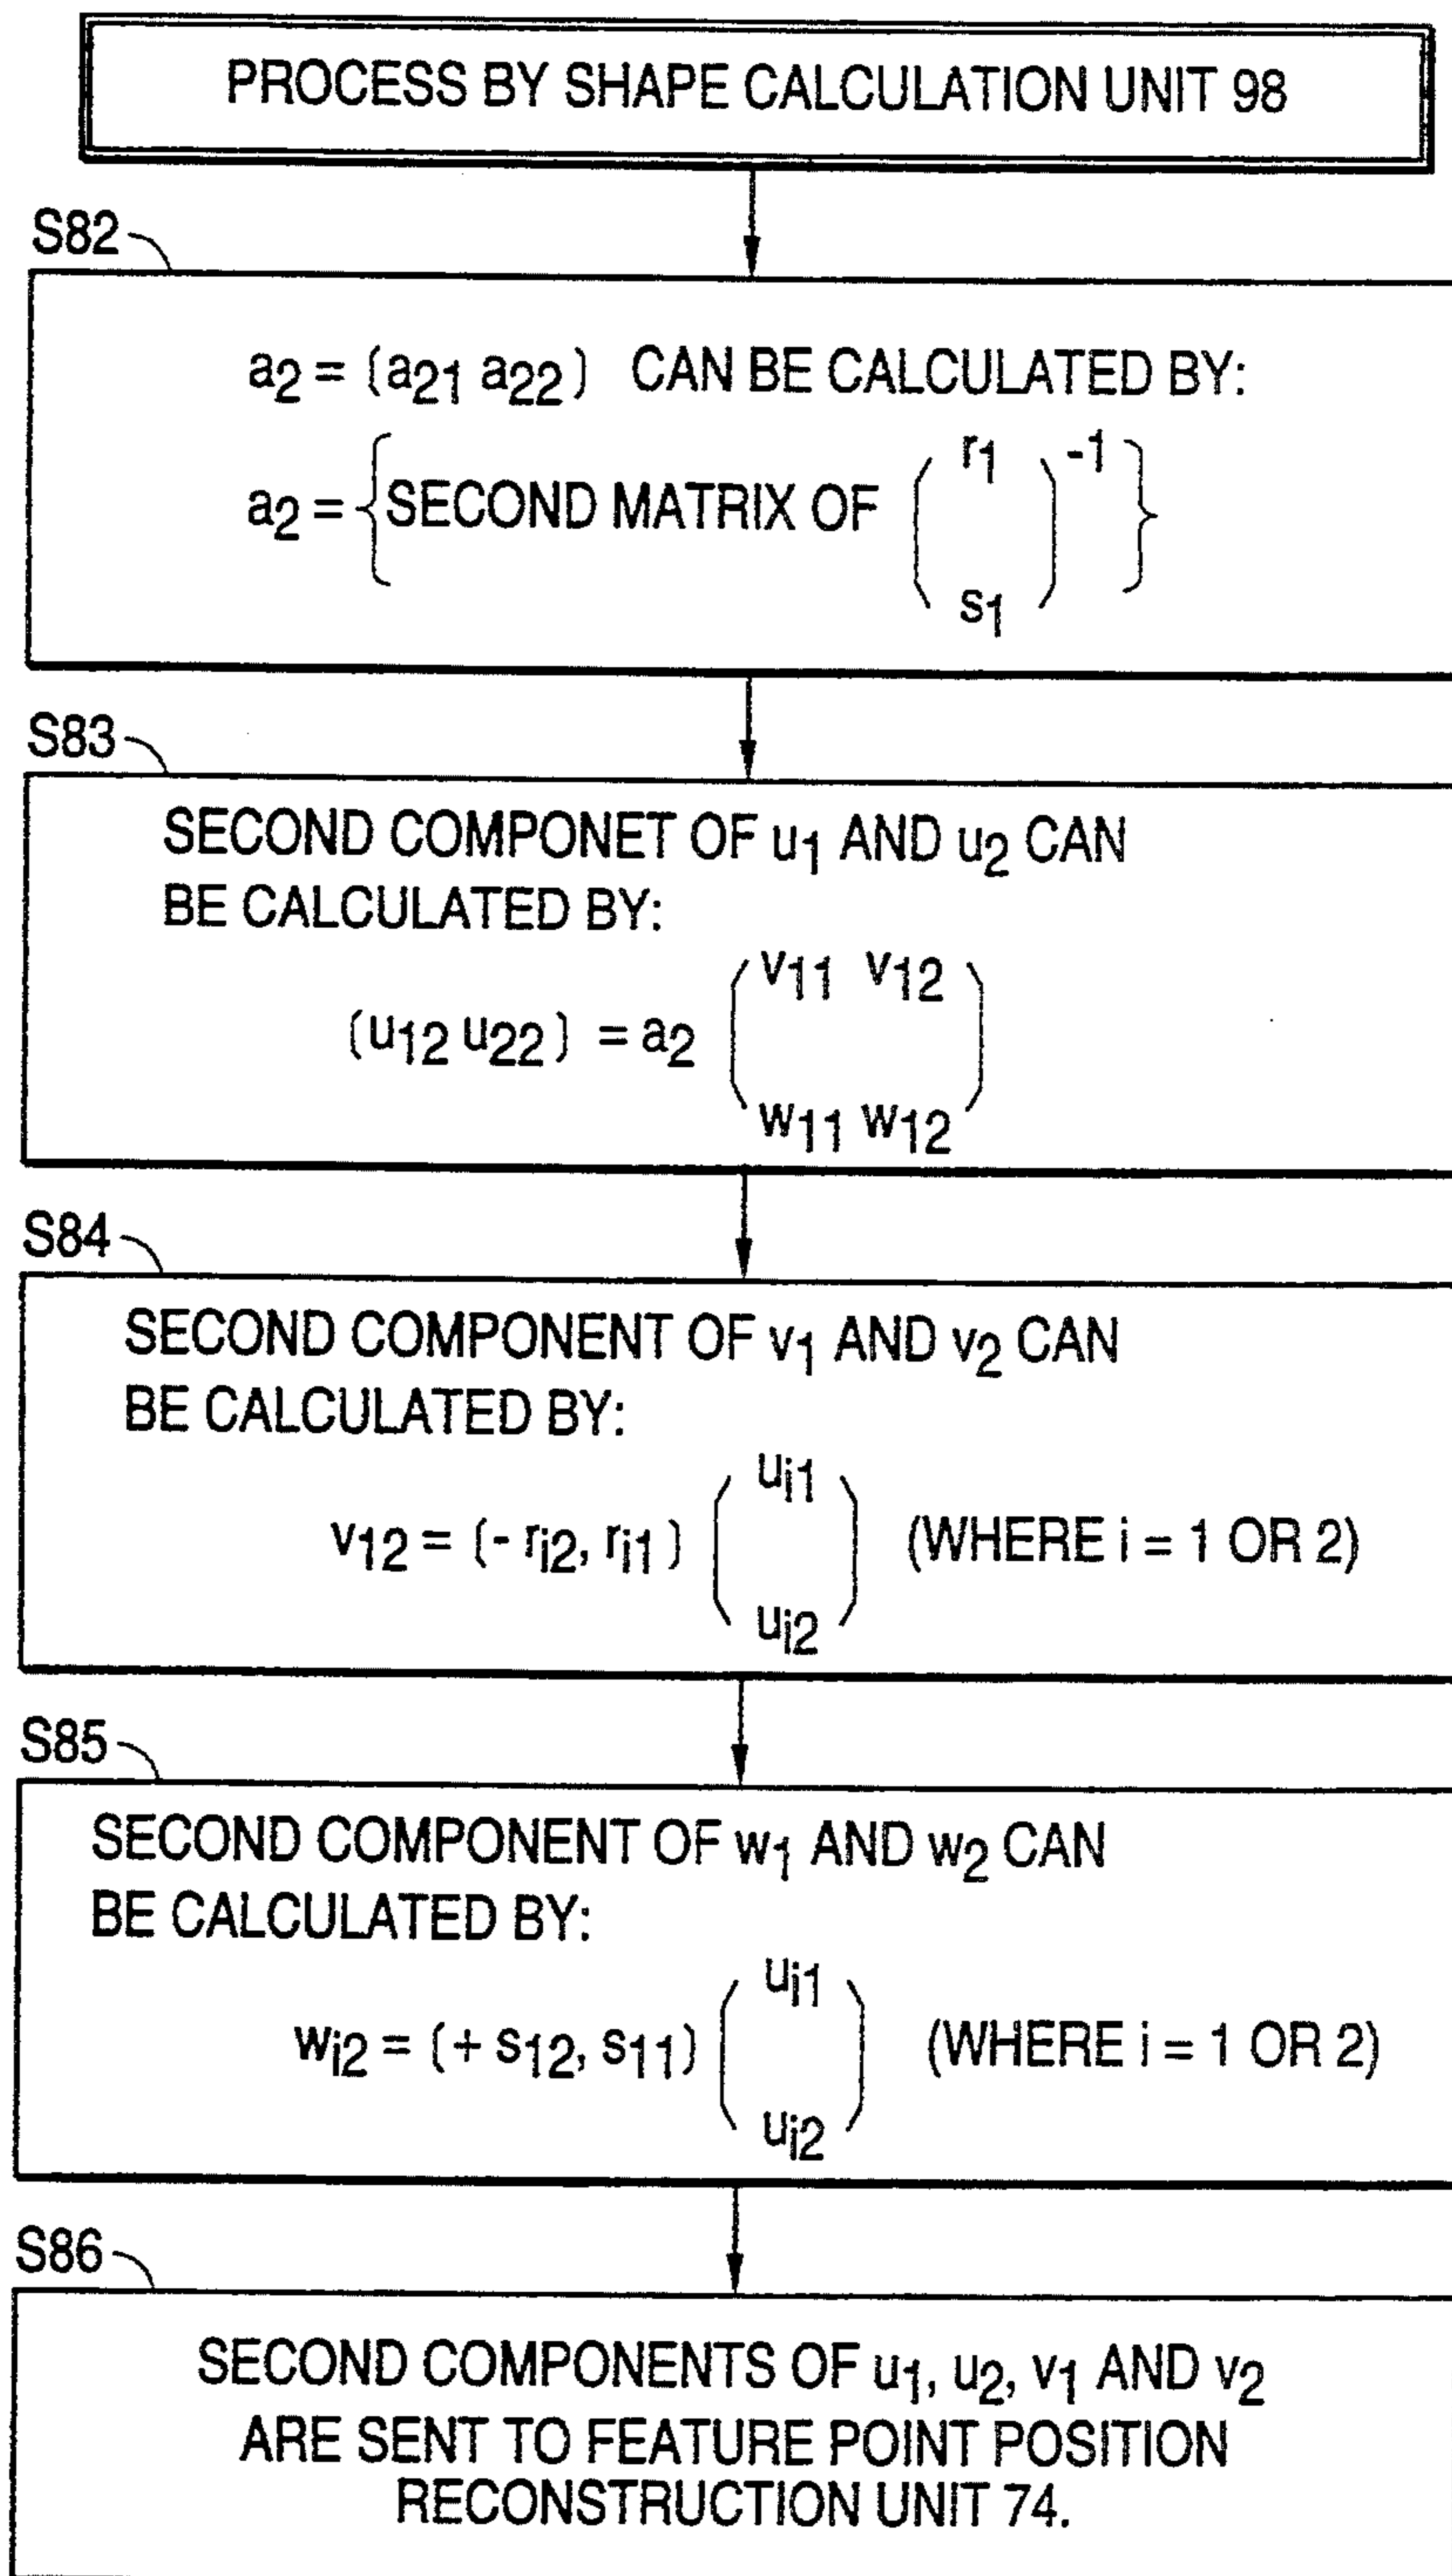 PROCESS BY SHAPE CALCULATION UNIT 98
S82
a2 = (a21 a22) CAN BE CALCULATED BY:
a2 = {SECOND MATRIX OF (r1 s1)-1}
S83
SECOND COMPONET OF u1 AND u2 CAN
BE CALCULATED BY:
(u12 u22) = a2 (v11 v12
w11 w12)
S84
SECOND COMPONENT OF v1 AND v2 CAN
BE CALCULATED BY:
v12 = (- ri2, ri1) (ui1 ui2) (WHERE i = 1 OR 2)
S85
SECOND COMPONENT OF w1 AND w2 CAN
BE CALCULATED BY:
wi2 = (+ s12, s11) (ui1 ui2) (WHERE i = 1 OR 2)
S86
SECOND COMPONENTS OF u1, u2, v1 AND v2
ARE SENT TO FEATURE POINT POSITION
RECONSTRUCTION UNIT 74.